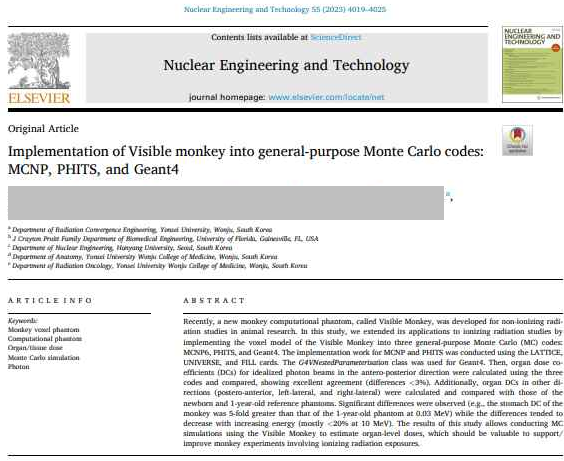 Nuclear Engineering and Technology 55 (2023) 4019–4025
Contents lists available at ScienceDirect
Nuclear Engineering and Technology
journal homepage: www.elsevier.com/locate/net
ELSEVIER
NUCLEAR
ENGINEERING AND
TECHNOLOGY
Original Article
Implementation of Visible monkey into general-purpose Monte Carlo codes:
MCNP, PHITS, and Geant4
Check for
updates
a,
a Department of Radiation Convergence Engineering, Yonsei University, Wonju, South Korea
b J Crayton Pruitt Family Department of Biomedical Engineering, University of Florida, Gainesville, FL, USA
c Department of Nuclear Engineering, Hanyang University, Seoul, South Korea
d Department of Anatomy, Yonsei University Wonju College of Medicine, Wonju, South Korea
e Department of Radiation Oncology, Yonsei University Wonju College of Medicine, Wonju, South Korea
ARTICLE INFO
Keywords:
Monkey voxel phantom
Computational phantom
Organ/tissue dose
Monte Carlo simulation
Photon
ABSTRACT
Recently, a new monkey computational phantom, called Visible Monkey, was developed for non-ionizing radi-
ation studies in animal research. In this study, we extended its applications to ionizing radiation studies by
implementing the voxel model of the Visible Monkey into three general-purpose Monte Carlo (MC) codes:
MCNP6, PHITS, and Geant4. The implementation work for MCNP and PHITS was conducted using the LATTICE,
UNIVERSE, and FILL cards. The G4VNestedParameterisation class was used for Geant4. Then, organ dose co-
efficients (DCs) for idealized photon beams in the antero-posterior direction were calculated using the three
codes and compared, showing excellent agreement (differences <3%). Additionally, organ DCs in other di-
rections (postero-anterior, left-lateral, and right-lateral) were calculated and compared with those of the
newborn and 1-year-old reference phantoms. Significant differences were observed (e.g., the stomach DC of the
monkey was 5-fold greater than that of the 1-year-old phantom at 0.03 MeV) while the differences tended to
decrease with increasing energy (mostly <20% at 10 MeV). The results of this study allows conducting MC
simulations using the Visible Monkey to estimate organ-level doses, which should be valuable to support/
improve monkey experiments involving ionizing radiation exposures.